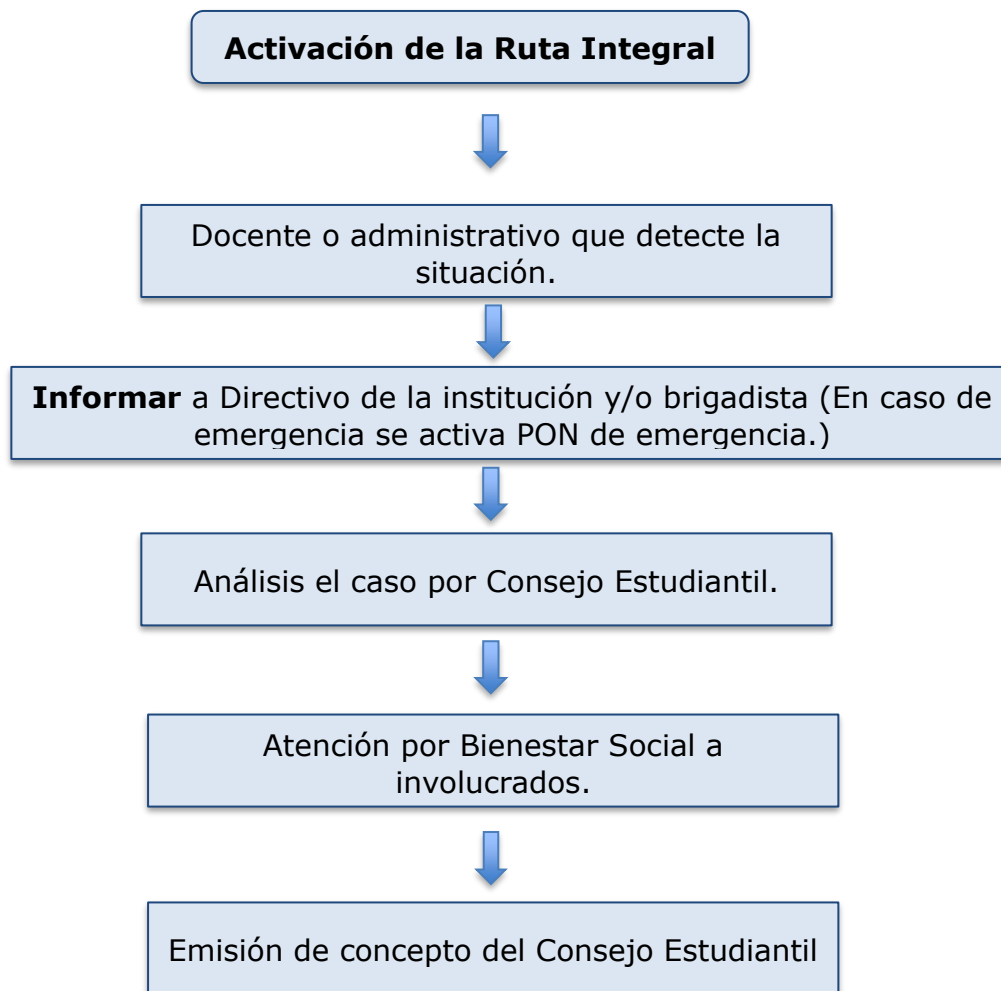 Activación de la Ruta Integral
Docente o administrativo que detecte la
situación.
Informar a Directivo de la institución y/o brigadista (En caso de
emergencia se activa PON de emergencia.)
Análisis el caso por Consejo Estudiantil.
Atención por Bienestar Social a
involucrados.
Emisión de concepto del Consejo Estudiantil